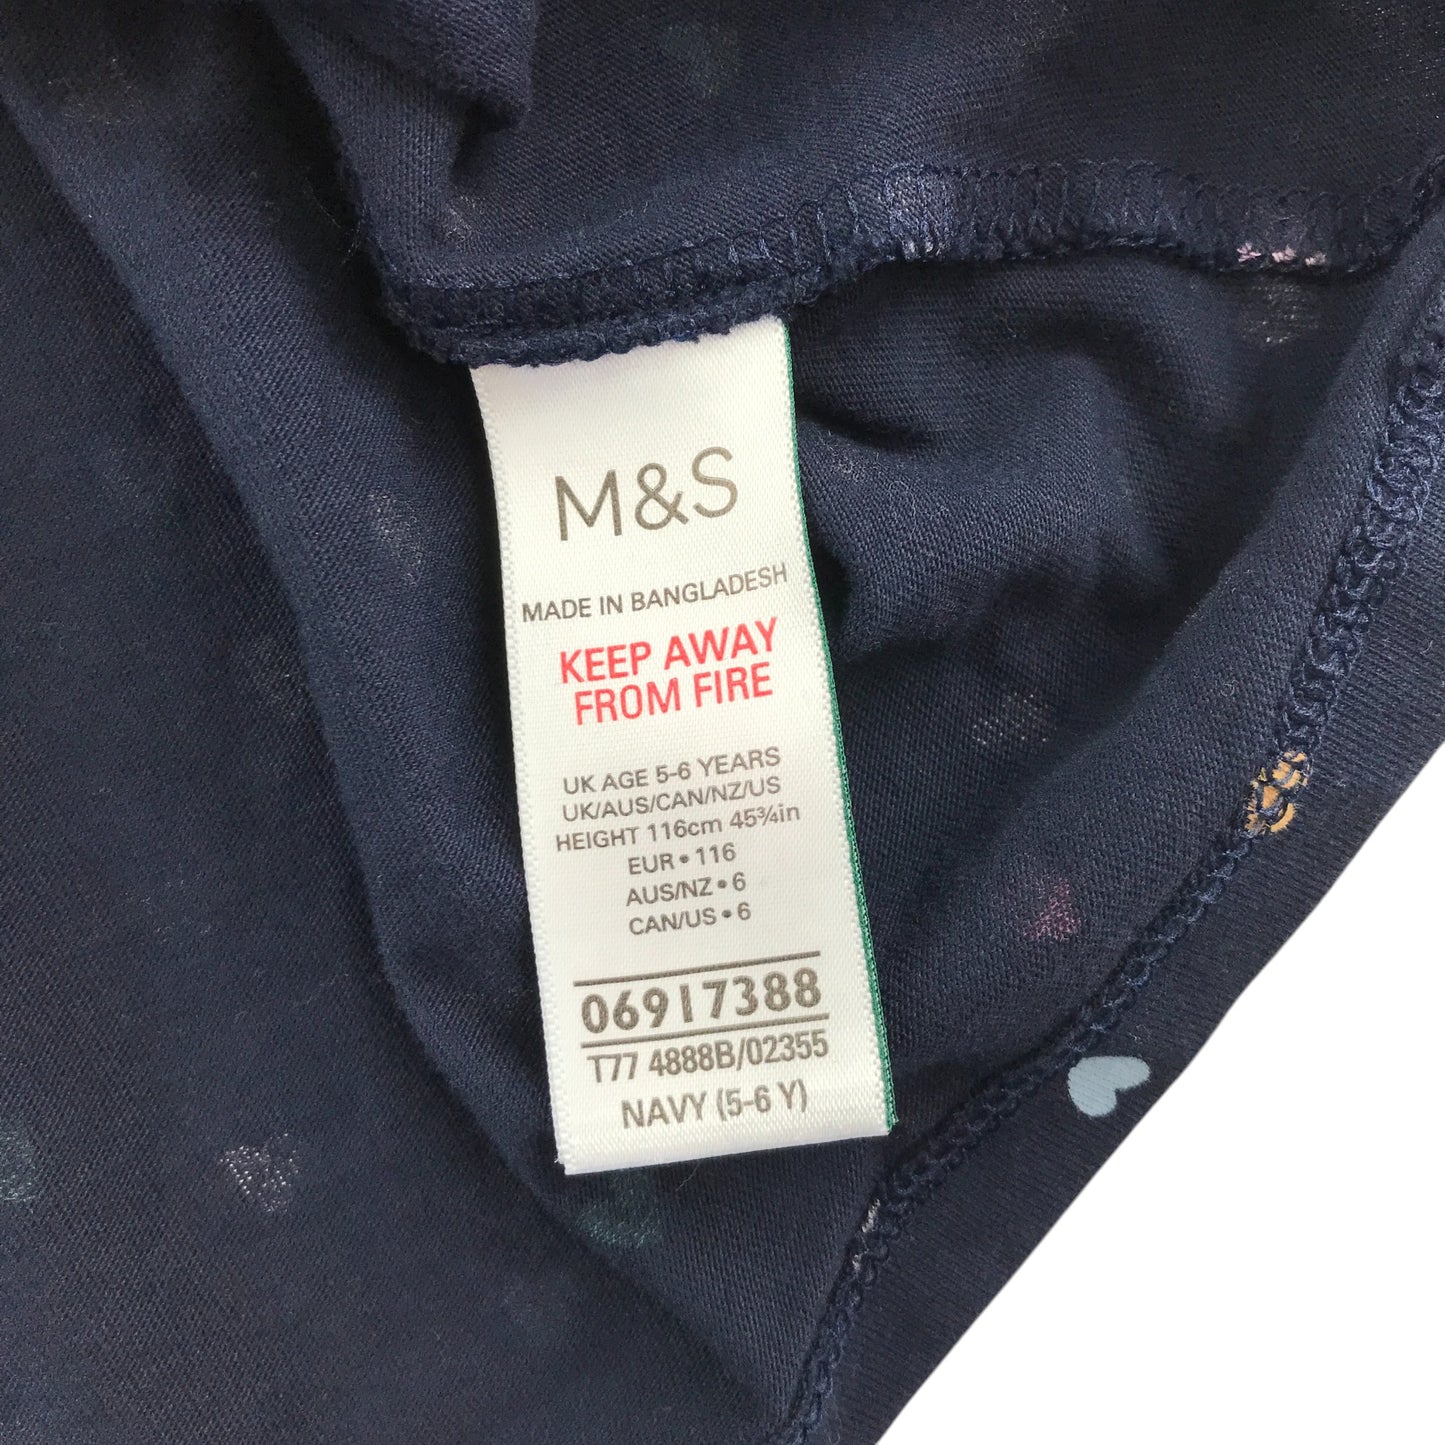 M&S
MADE IN BANGLADESH
KEEP AWAY
FROM FIRE
UK AGE 5-6 YEARS
UK/AUS/CAN/NZ/US
HEIGHT 116cm 45¾in
EUR • 116
AUS/NZ • 6
CAN/US • 6
06917388
T77 4888B/02355
NAVY (5-6 Y)